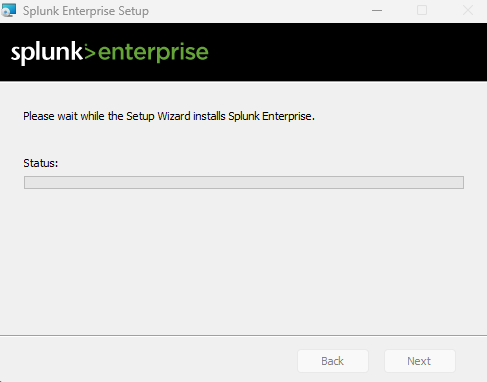 Splunk Enterprise Setup
splunk>enterprise
Please wait while the Setup Wizard installs Splunk Enterprise.
Status:
Back
Next